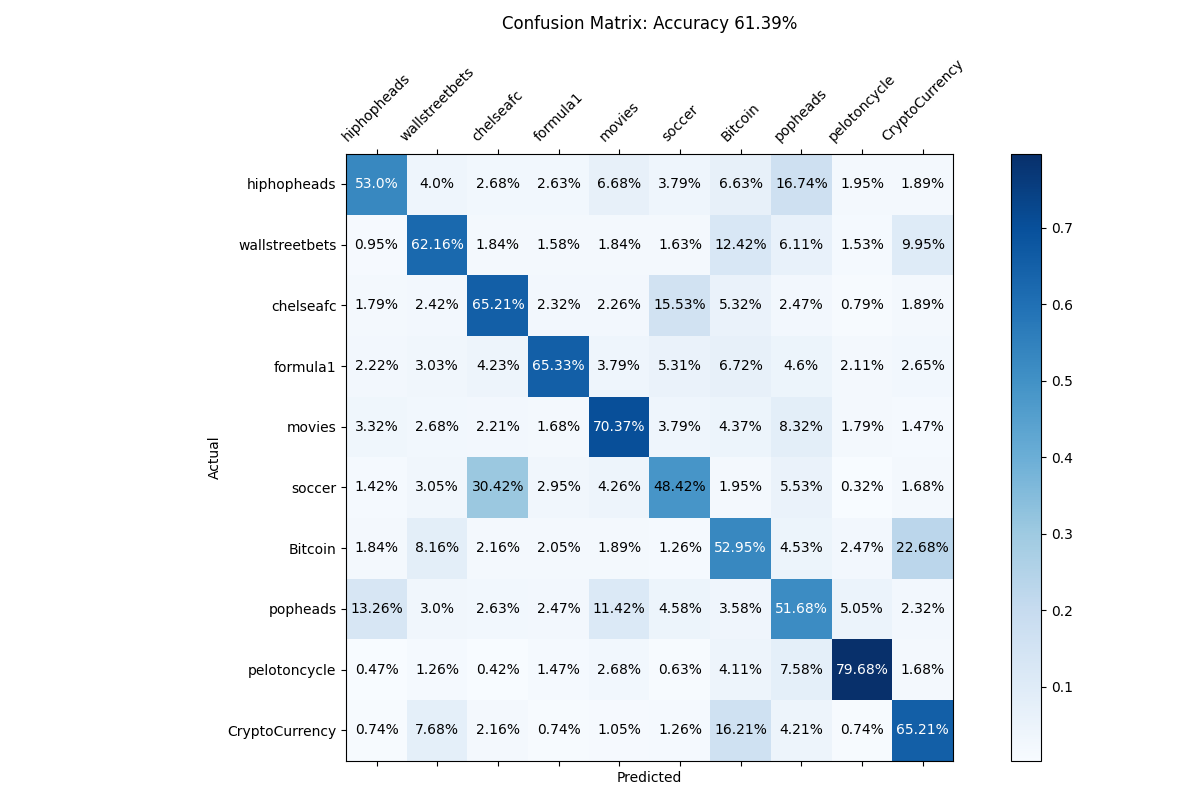 Confusion Matrix: Accuracy 61.39%
hiphopheads wallstreetbets chelseafc formula1 movies soccer Bitcoin popheads pelotoncycle CryptoCurrency
hiphopheads 53.0% 4.0% 2.68% 2.63% 6.68% 3.79% 6.63% 16.74% 1.95% 1.89%
wallstreetbets 0.95% 62.16% 1.84% 1.58% 1.84% 1.63% 12.42% 6.11% 1.53% 9.95%
0.7
chelseafc 1.79% 2.42% 65.21% 2.32% 2.26% 15.53% 5.32% 2.47% 0.79% 1.89%
0.6
formula1 2.22% 3.03% 4.23% 65.33% 3.79% 5.31% 6.72% 4.6% 2.11% 2.65%
0.5
movies 3.32% 2.68% 2.21% 1.68% 70.37% 3.79% 4.37% 8.32% 1.79% 1.47%
Actual
0.4
soccer 1.42% 3.05% 30.42% 2.95% 4.26% 48.42% 1.95% 5.53% 0.32% 1.68%
0.3
Bitcoin 1.84% 8.16% 2.16% 2.05% 1.89% 1.26% 52.95% 4.53% 2.47% 22.68%
popheads 13.26% 3.0% 2.63% 2.47% 11.42% 4.58% 3.58% 51.68% 5.05% 2.32%
0.2
pelotoncycle 0.47% 1.26% 0.42% 1.47% 2.68% 0.63% 4.11% 7.58% 79.68% 1.68%
0.1
CryptoCurrency 0.74% 7.68% 2.16% 0.74% 1.05% 1.26% 16.21% 4.21% 0.74% 65.21%
Predicted